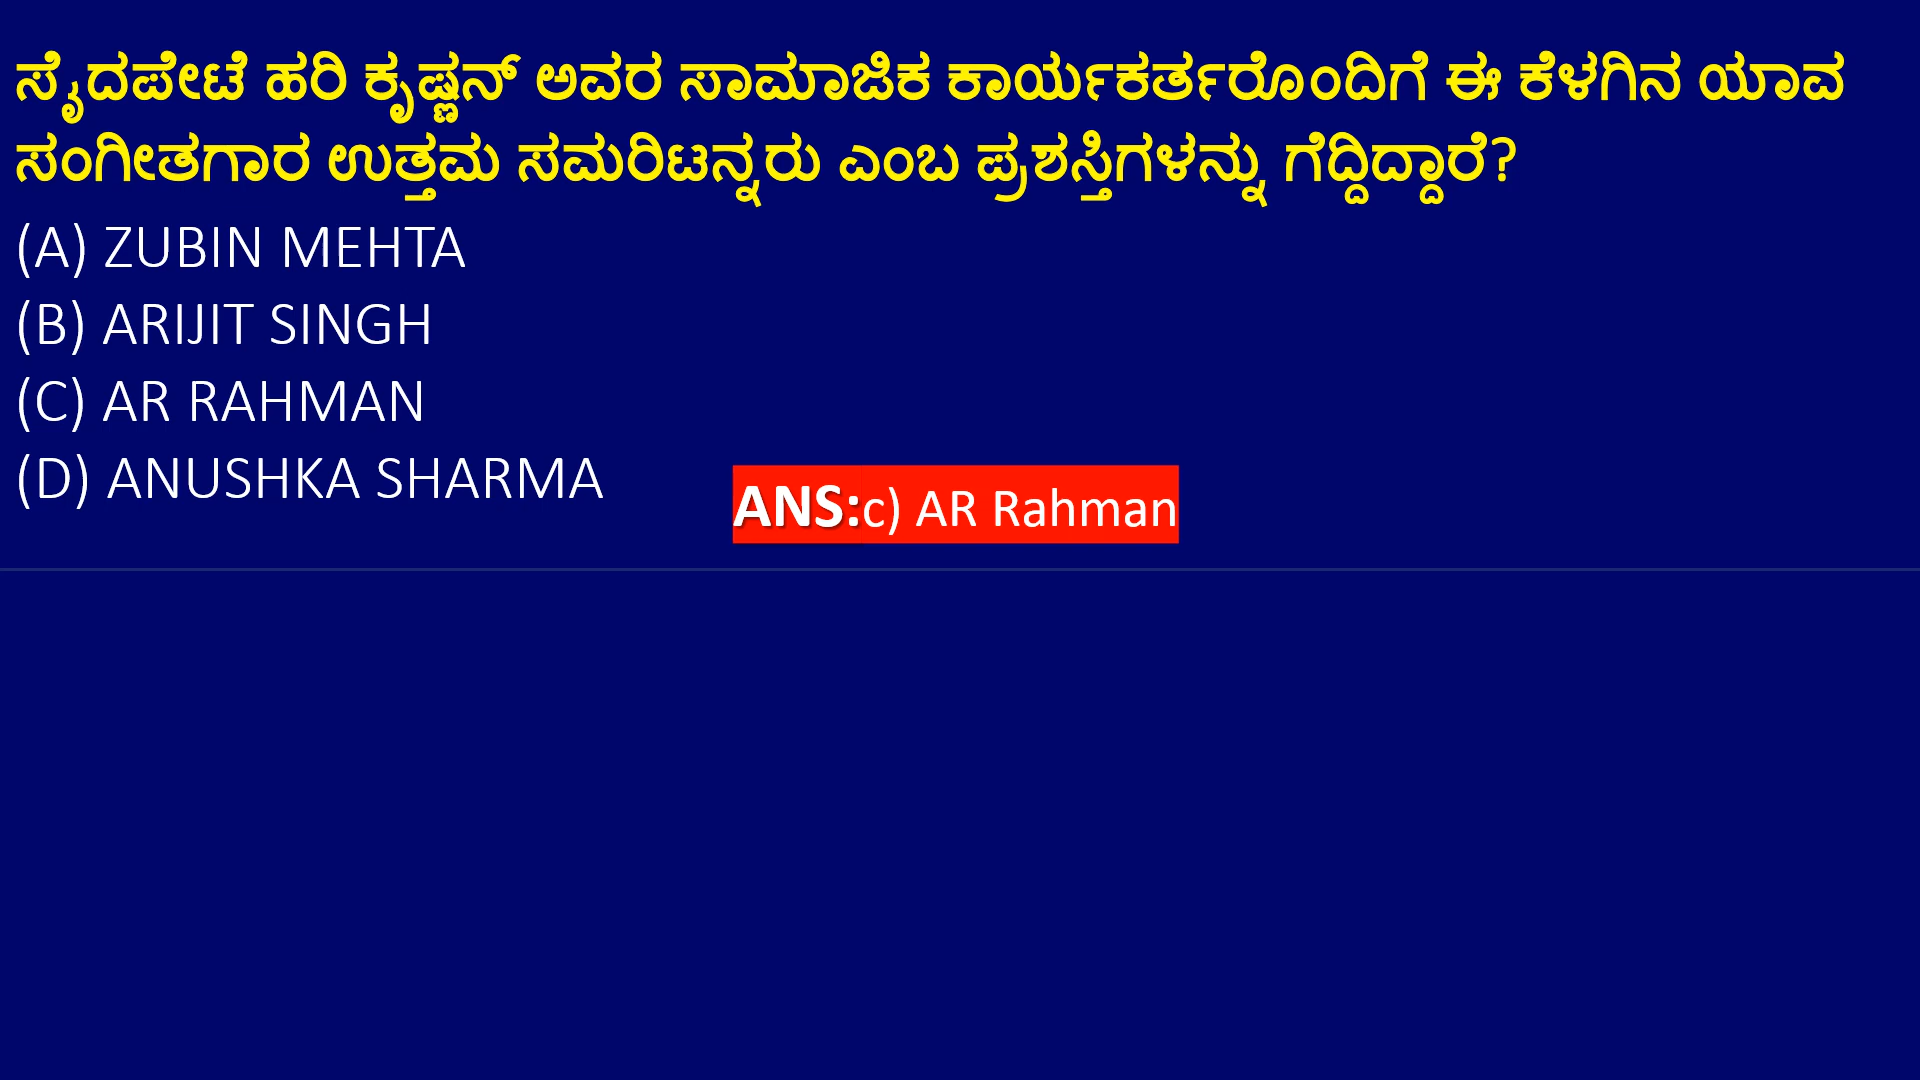 ಸೈದಪೇಟೆ ಹರಿ ಕೃಷ್ಣನ್ ಅವರ ಸಾಮಾಜಿಕ ಕಾರ್ಯಕರ್ತರೊಂದಿಗೆ ಈ ಕೆಳಗಿನ ಯಾವ
ಸಂಗೀತಗಾರ ಉತ್ತಮ ಸಮರಿಟನ್ನರು ಎಂಬ ಪ್ರಶಸ್ತಿಗಳನ್ನು ಗೆದ್ದಿದ್ದಾರೆ?
(A) ZUBIN MEHTA
(B) ARIJIT SINGH
(C) AR RAHMAN
(D) ANUSHKA SHARMA
ANS:c) AR Rahman